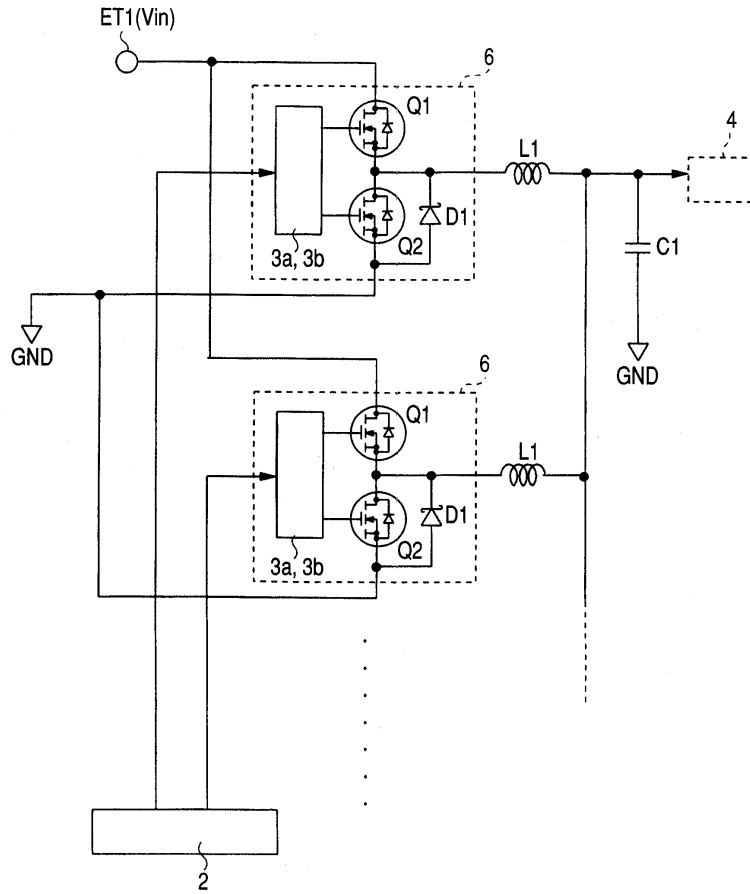 ET1(Vin)
6
Q1
4
L1
D1
Q2
C1
3a, 3b
GND
GND
6
Q1
L1
D1
Q2
3a, 3b
2